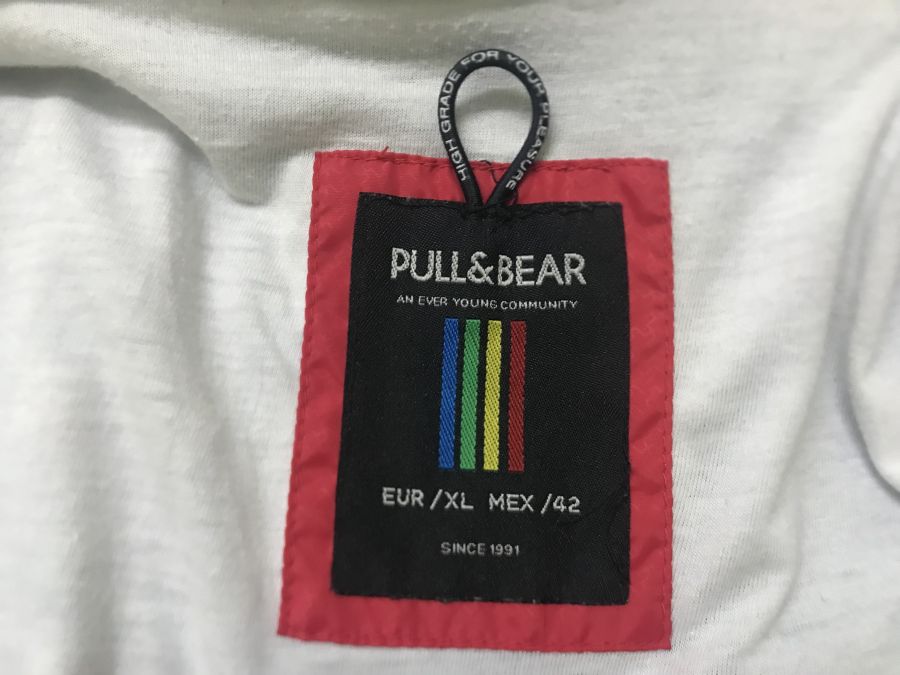 HIGH GRADE FOR YOUR PLEASURE
PULL&BEAR
AN EVER YOUNG COMMUNITY
EUR /XL MEX /42
SINCE 1991